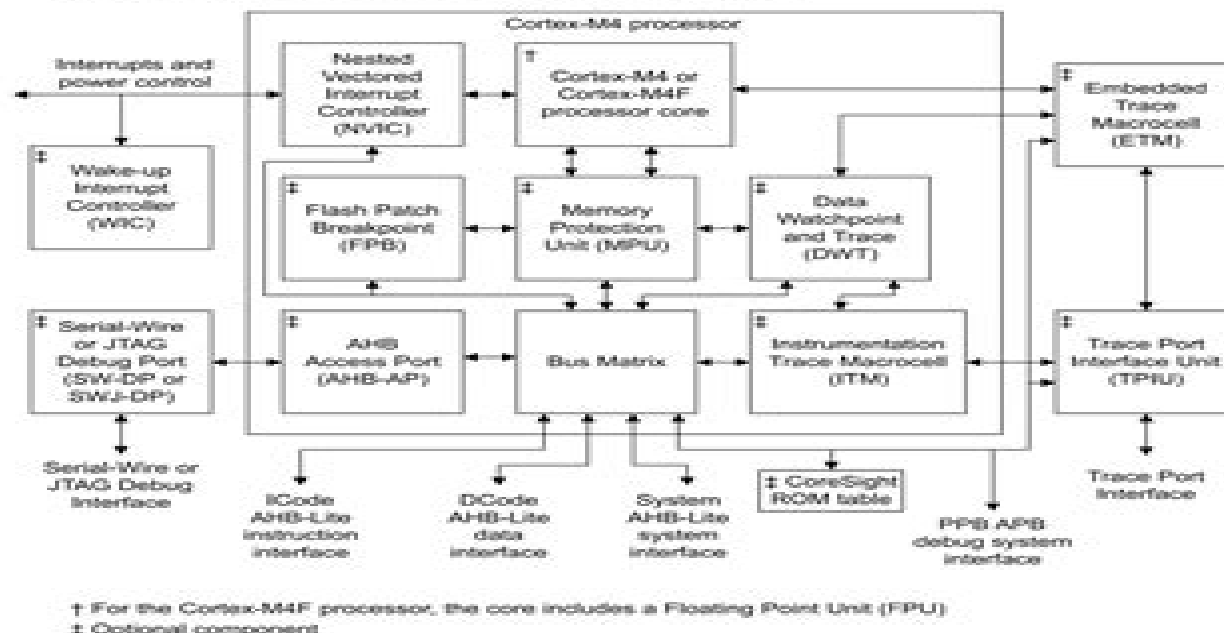 Cortex-M4 processor
Interrupts and
power control
Nested
Vectored
Interrupt
Controller
(NVIC)
†
Cortex-M4 or
Cortex-M4F
processor core
‡
Embedded
Trace
Macrocell
(ETM)
‡
Wake-up
Interrupt
Controller
(WIC)
‡
Flash Patch
Breakpoint
(FPB)
‡
Memory
Protection
Unit (MPU)
‡
Data
Watchpoint
and Trace
(DWT)
‡
Serial-Wire
or JTAG
Debug Port
(SW-DP or
SWJ-DP)
‡
AHB
Access Port
(AHB-AP)
Bus Matrix
‡
Instrumentation
Trace Macrocell
(ITM)
‡
Trace Port
Interface Unit
(TPIU)
Serial-Wire or
JTAG Debug
Interface
ICode
AHB-Lite
instruction
interface
DCode
AHB-Lite
data
interface
System
AHB-Lite
system
interface
‡ CoreSight
ROM table
PPB APB
debug system
interface
Trace Port
Interface
† For the Cortex-M4F processor, the core includes a Floating Point Unit (FPU)
‡ Optional component